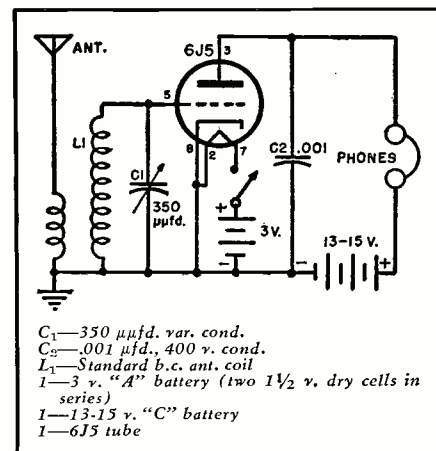 ANT.
6J5
3
5
L1
C1
350
μμfd.
8
2
7
C2
.001
PHONES
+
3V.
-
13-15 V.
-
+
C₁—350 μμfd. var. cond.
C₂—.001 μfd., 400 v. cond.
L₁—Standard b.c. ant. coil
1—3 v. "A" battery (two 1½ v. dry cells in
series)
1—13-15 v. "C" battery
1—6J5 tube